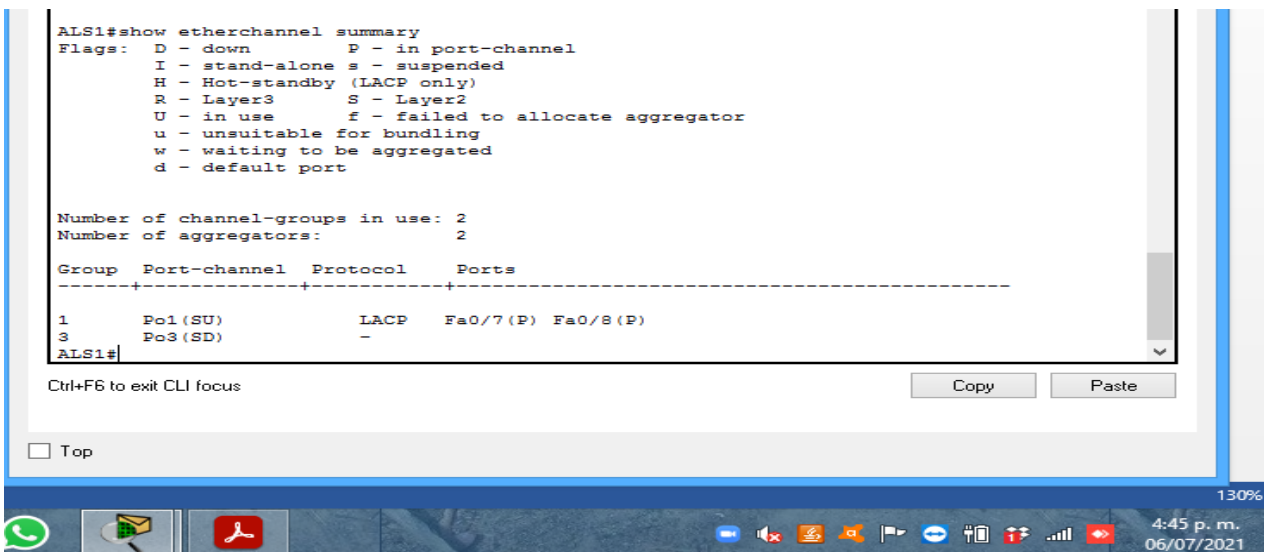 ALS1#show etherchannel summary
Flags:  D - down        P - in port-channel
        I - stand-alone s - suspended
        H - Hot-standby (LACP only)
        R - Layer3      S - Layer2
        U - in use      f - failed to allocate aggregator
        u - unsuitable for bundling
        w - waiting to be aggregated
        d - default port
Number of channel-groups in use: 2
Number of aggregators:           2
Group  Port-channel  Protocol    Ports
------+-------------+-----------+----------------------------------------------
1      Po1(SU)           LACP   Fa0/7(P) Fa0/8(P)
3      Po3(SD)           -
ALS1#
Ctrl+F6 to exit CLI focus
Copy
Paste
Top
130%
4:45 p. m.
06/07/2021